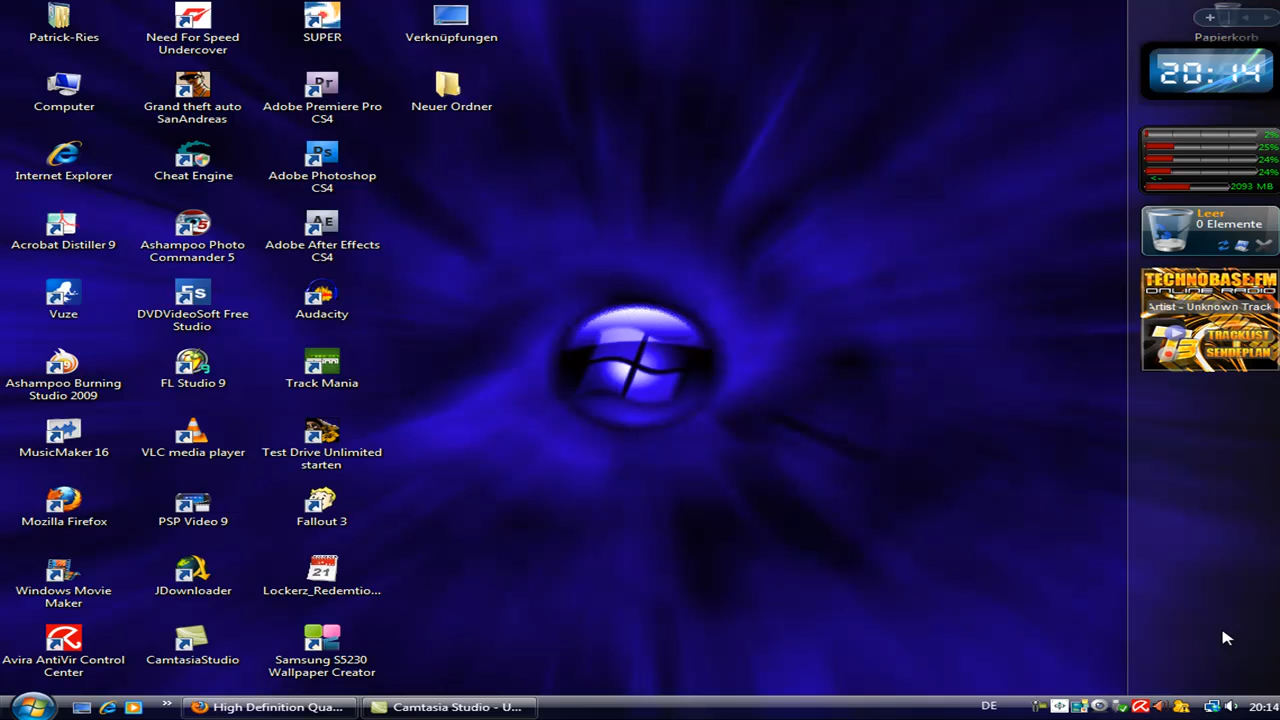 Patrick-Ries
Need For Speed
Undercover
SUPER
Verknüpfungen
Papierkorb
Computer
Grand theft auto
SanAndreas
Adobe Premiere Pro
CS4
Neuer Ordner
Internet Explorer
Cheat Engine
Adobe Photoshop
CS4
Acrobat Distiller 9
Ashampoo Photo
Commander 5
Adobe After Effects
CS4
Vuze
DVDVideoSoft Free
Studio
Audacity
Ashampoo Burning
Studio 2009
FL Studio 9
Track Mania
MusicMaker 16
VLC media player
Test Drive Unlimited
starten
Mozilla Firefox
PSP Video 9
Fallout 3
Windows Movie
Maker
JDownloader
Lockerz_Redemtio...
Avira AntiVir Control
Center
CamtasiaStudio
Samsung S5230
Wallpaper Creator
20:14
2%
25%
24%
24%
2093 MB
Leer
0 Elemente
TECHNOBASE.FM
ONLINE RADIO
Artist - Unknown Track
TRACKLIST
SENDEPLAN
High Definition Qua...
Camtasia Studio - U...
DE
20:14